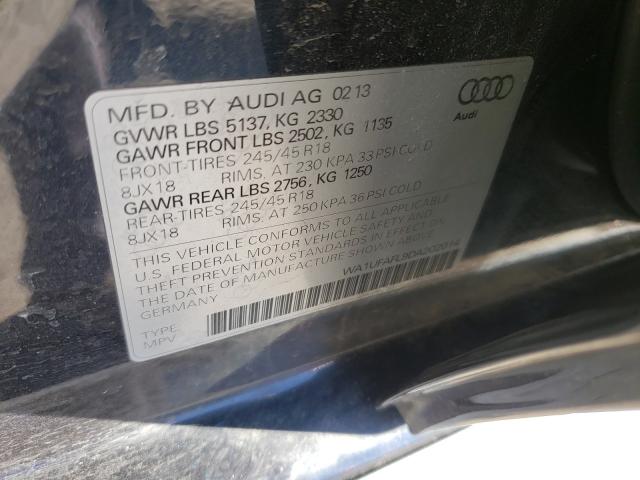 MFD. BY AUDI AG 02 13
Audi
GVWR LBS 5137, KG 2330
GAWR FRONT LBS 2502, KG 1135
FRONT-TIRES 245/45 R18
8JX18 RIMS, AT 230 KPA 33 PSI COLD
GAWR REAR LBS 2756, KG 1250
REAR-TIRES 245/45 R18
8JX18 RIMS, AT 250 KPA 36 PSI COLD
THIS VEHICLE CONFORMS TO ALL APPLICABLE
U.S. FEDERAL MOTOR VEHICLE SAFETY AND
THEFT PREVENTION STANDARDS IN EFFECT ON
THE DATE OF MANUFACTURE SHOWN ABOVE.
GERMANY
WA1UFAFL9DA202014
TYPE
MPV